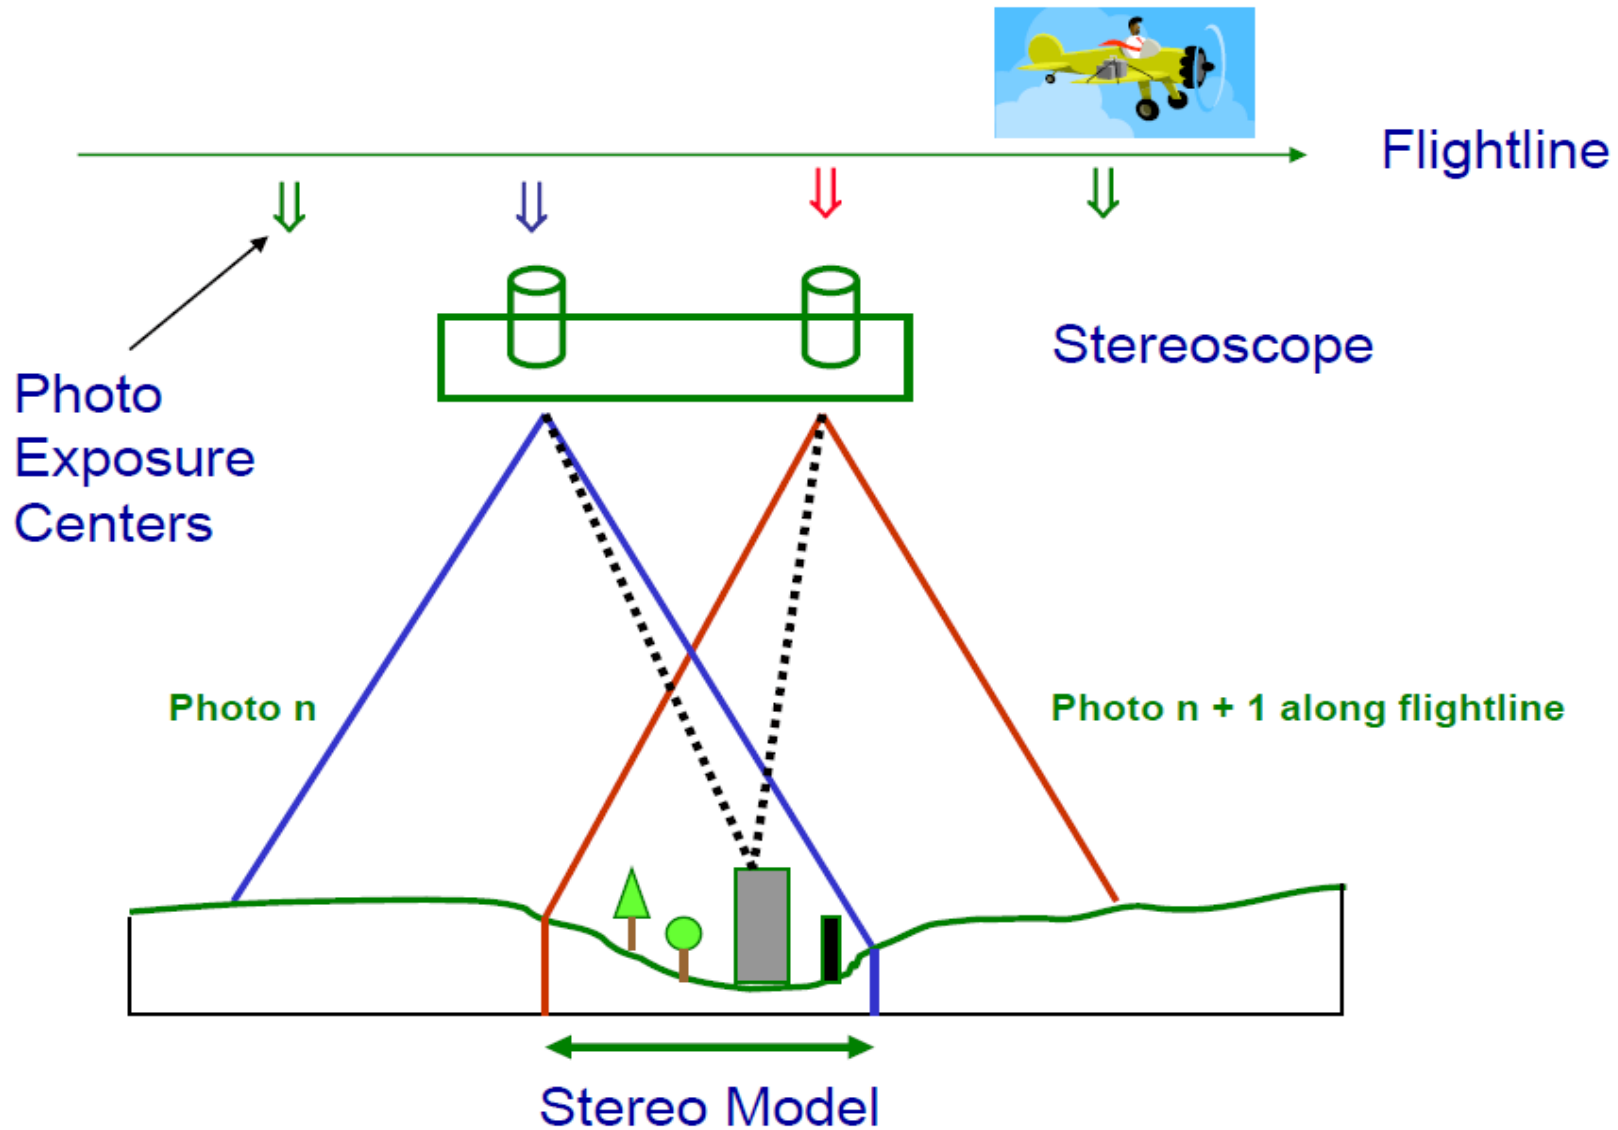 Flightline
Stereoscope
Photo
Exposure
Centers
Photo n
Photo n + 1 along flightline
Stereo Model